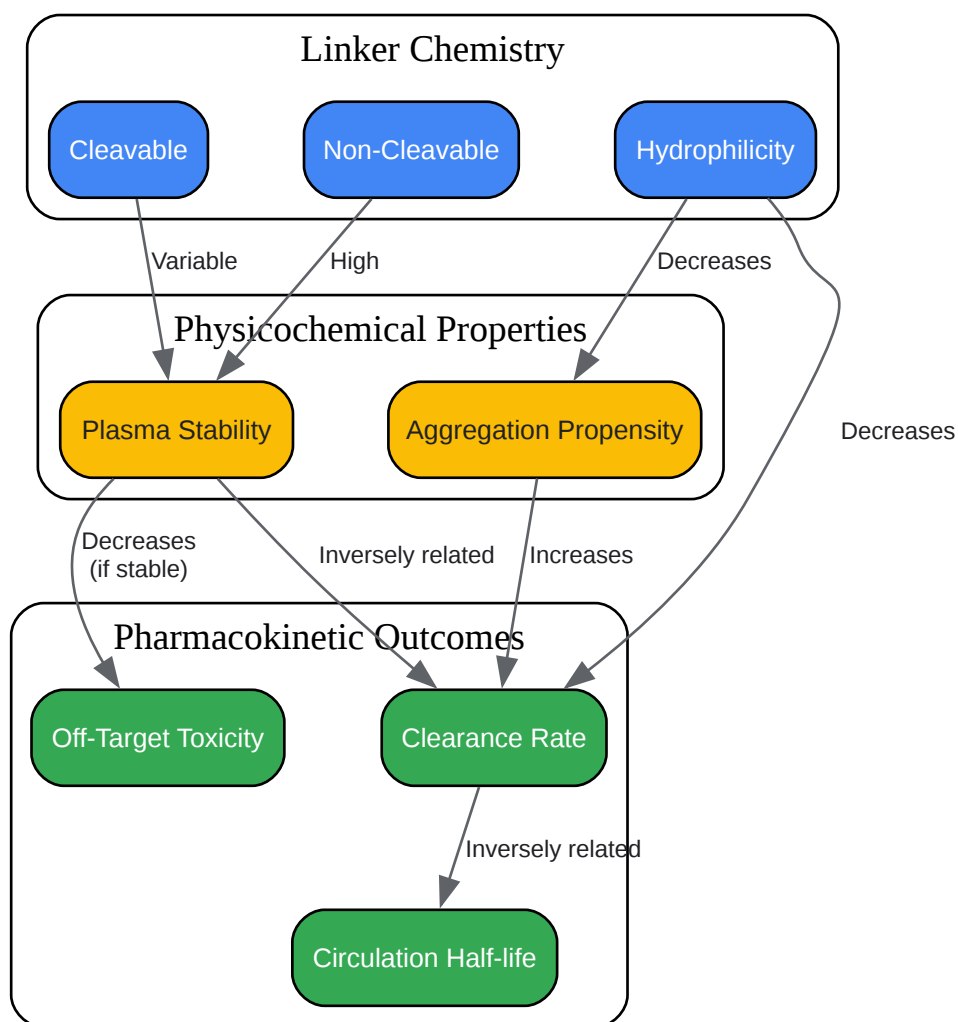 Linker Chemistry
Cleavable
Non-Cleavable
Hydrophilicity
Variable
High
Decreases
Physicochemical Properties
Plasma Stability
Aggregation Propensity
Decreases
Decreases
(if stable)
Inversely related
Increases
Pharmacokinetic Outcomes
Off-Target Toxicity
Clearance Rate
Inversely related
Circulation Half-life